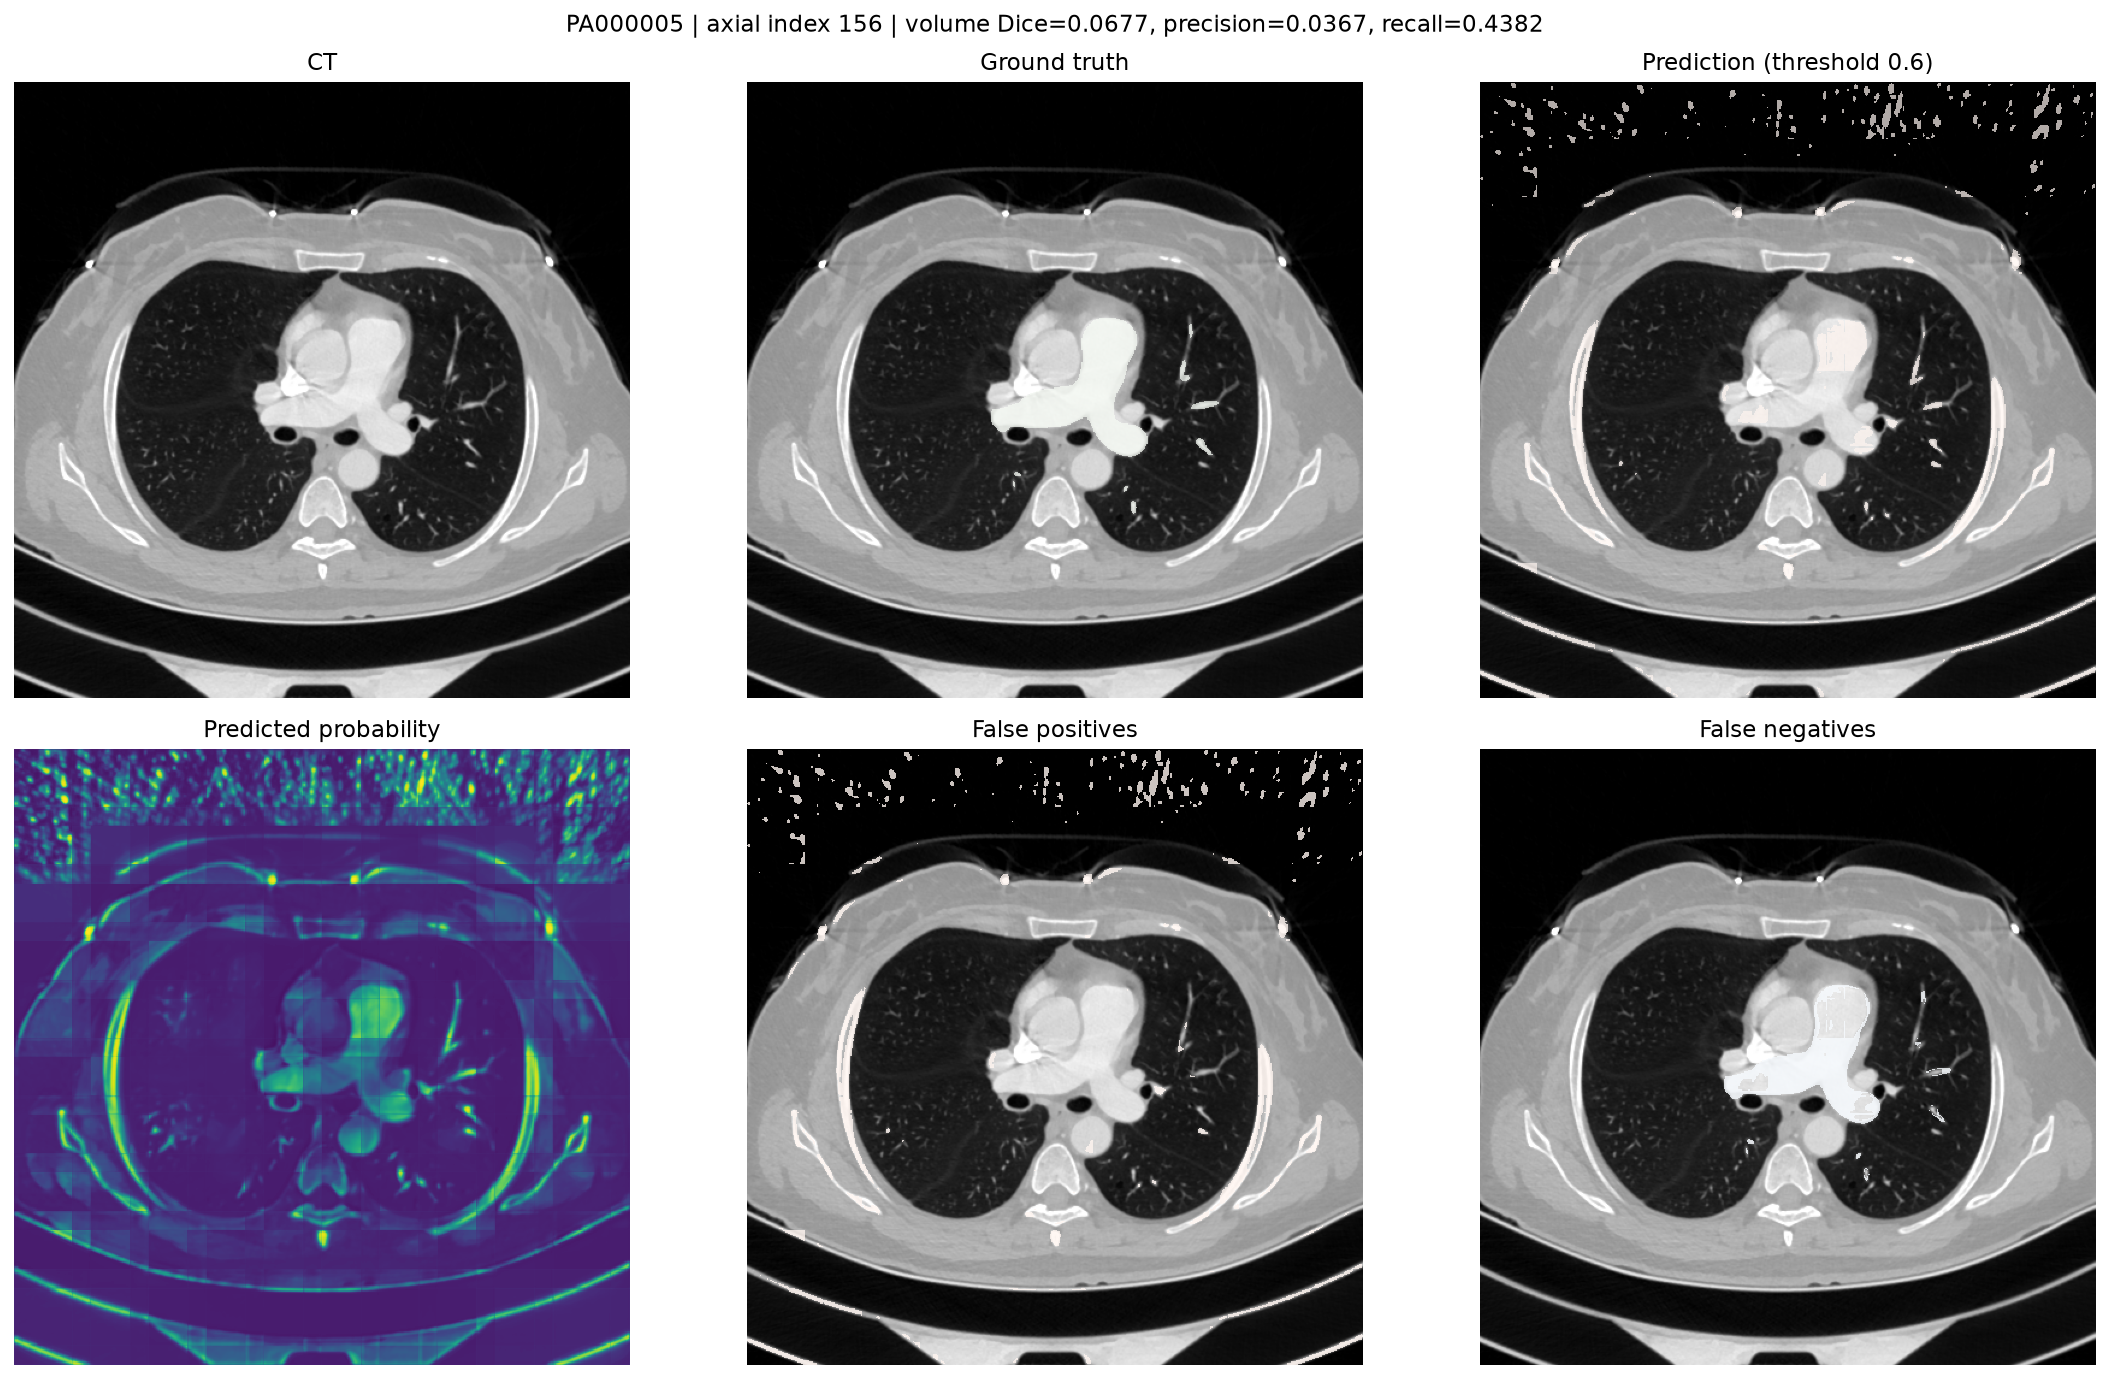 PA000005 | axial index 156 | volume Dice=0.0677, precision=0.0367, recall=0.4382
CT
Ground truth
Prediction (threshold 0.6)
Predicted probability
False positives
False negatives